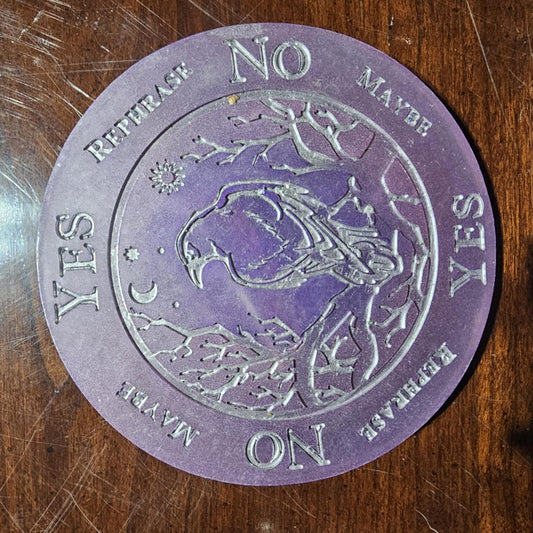 NO
MAYBE
YES
REPHRASE
NO
MAYBE
YES
REPHRASE